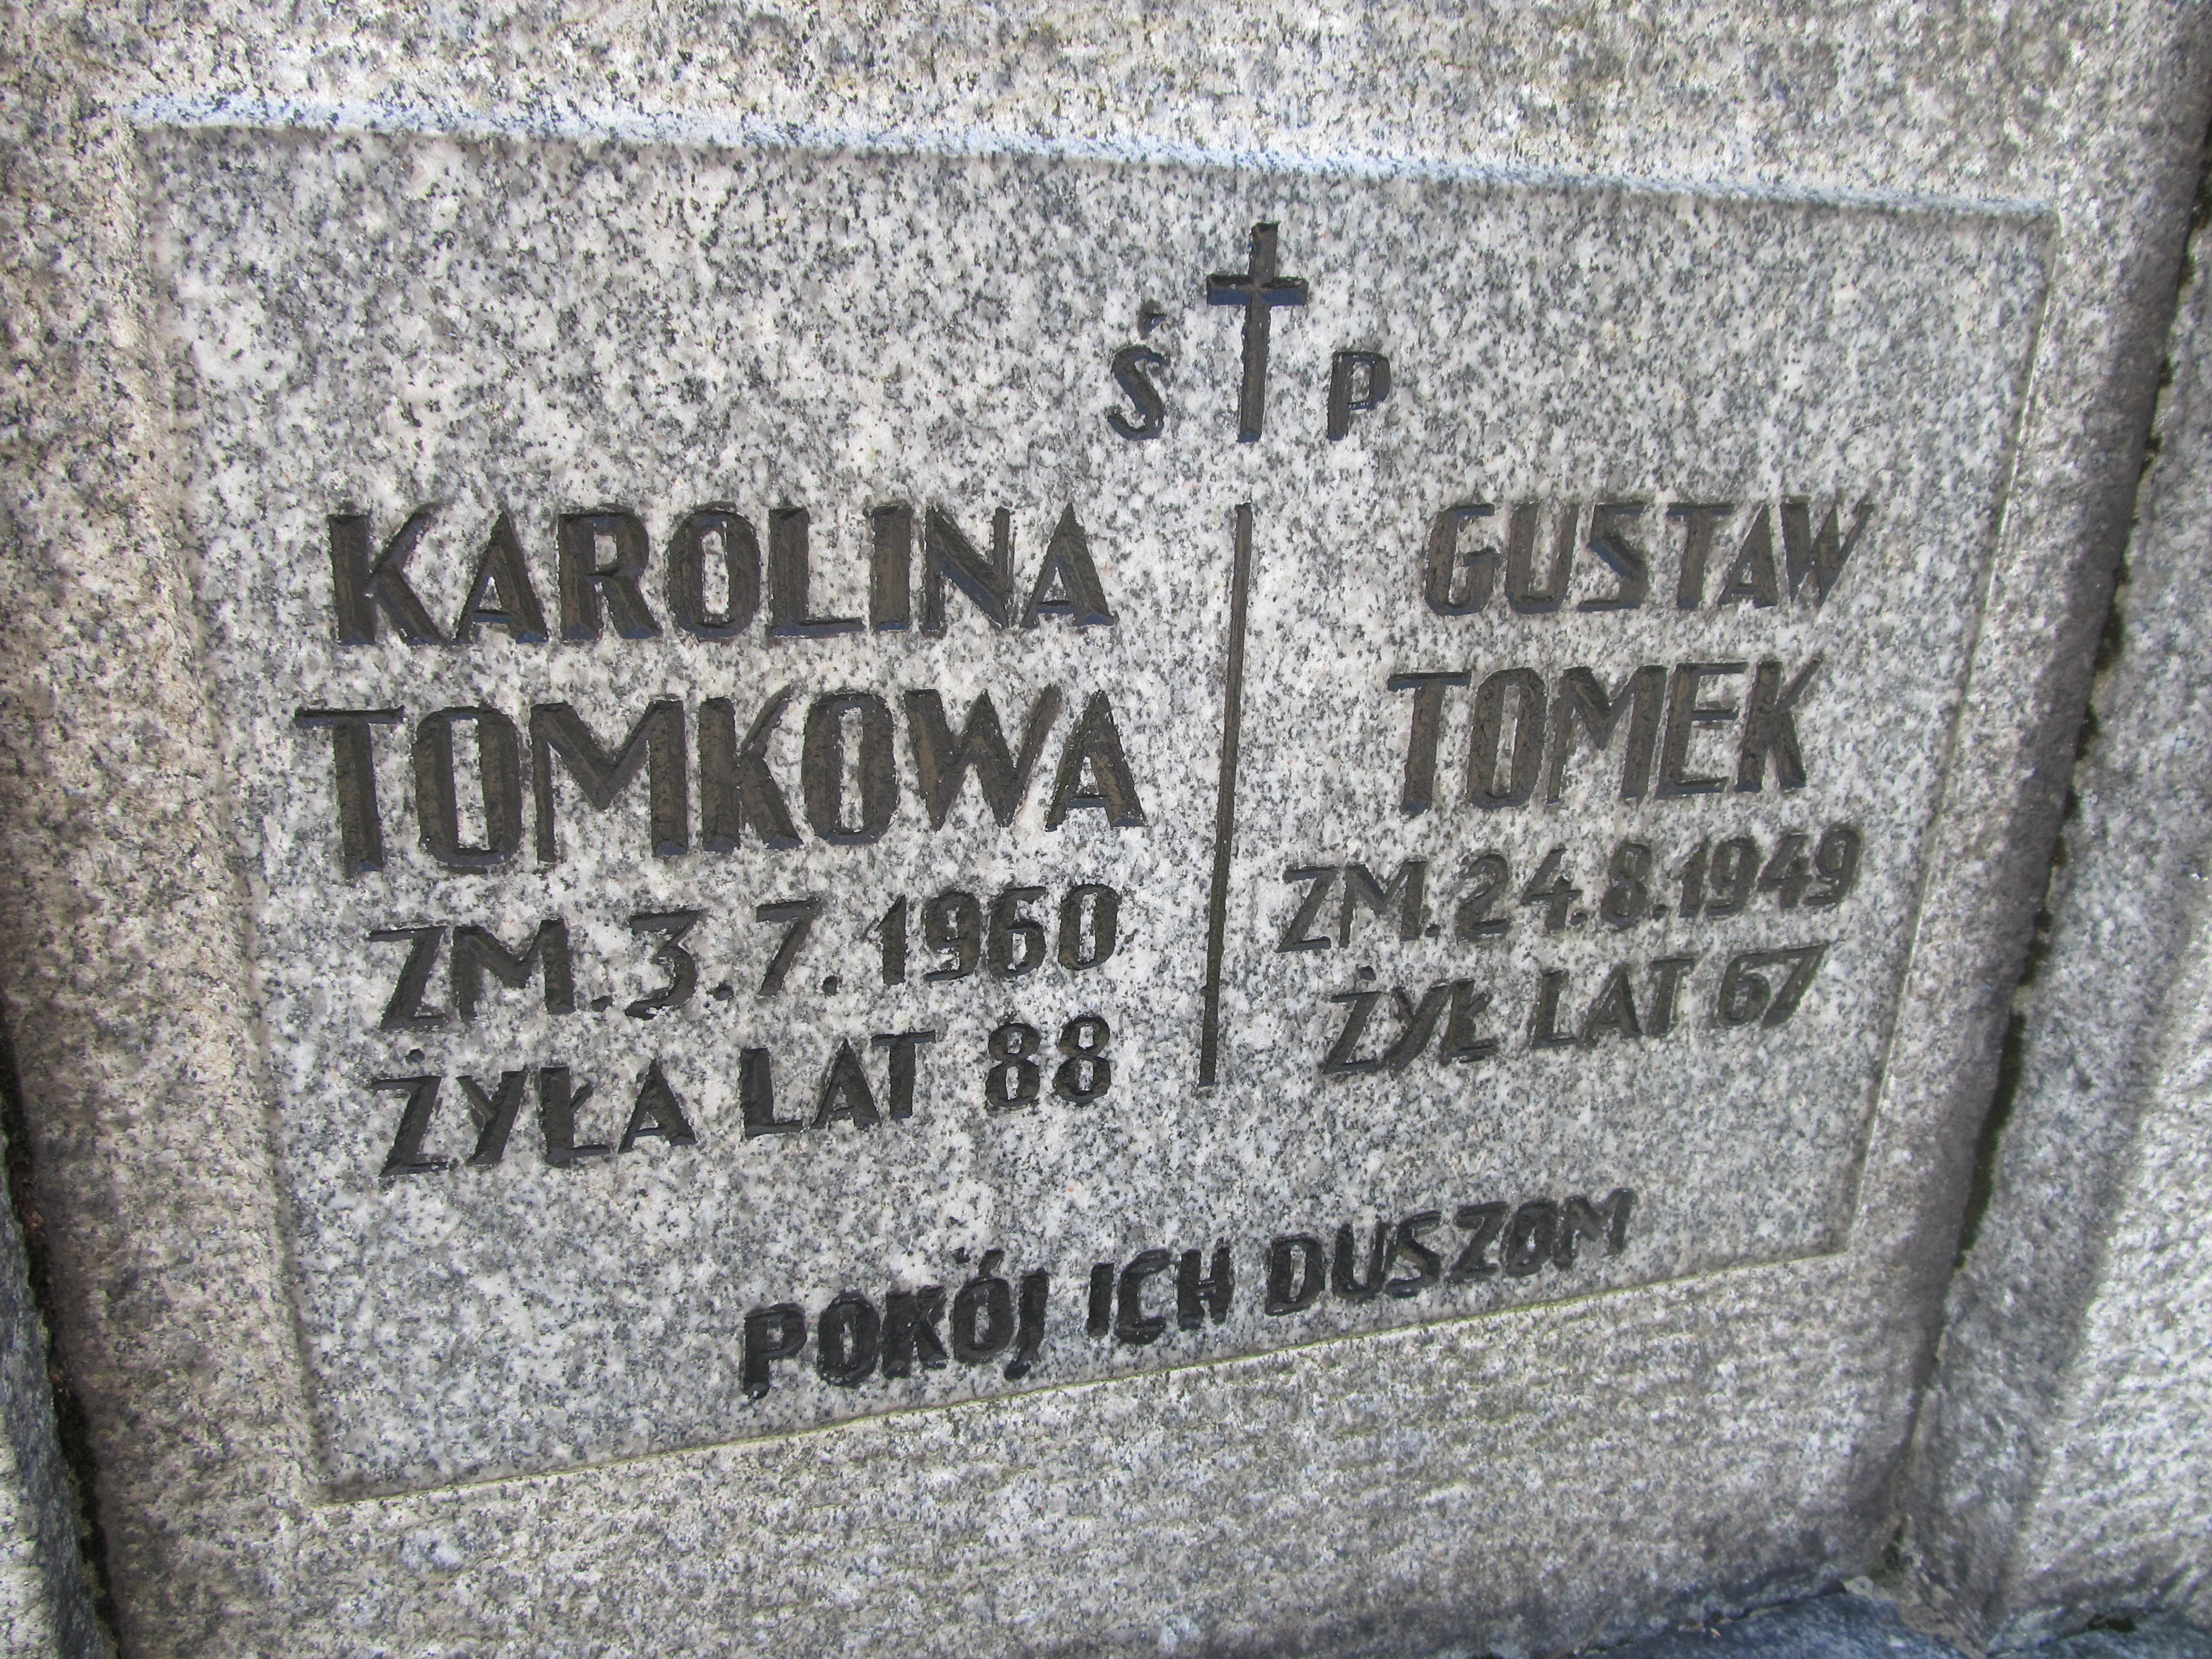 Ś P
KAROLINA
TOMKOWA
ZM. 3. 7. 1960
ŻYŁA LAT 88
GUSTAW
TOMEK
ZM. 24. 8. 1949
ŻYŁ LAT 67
POKÓJ ICH DUSZOM